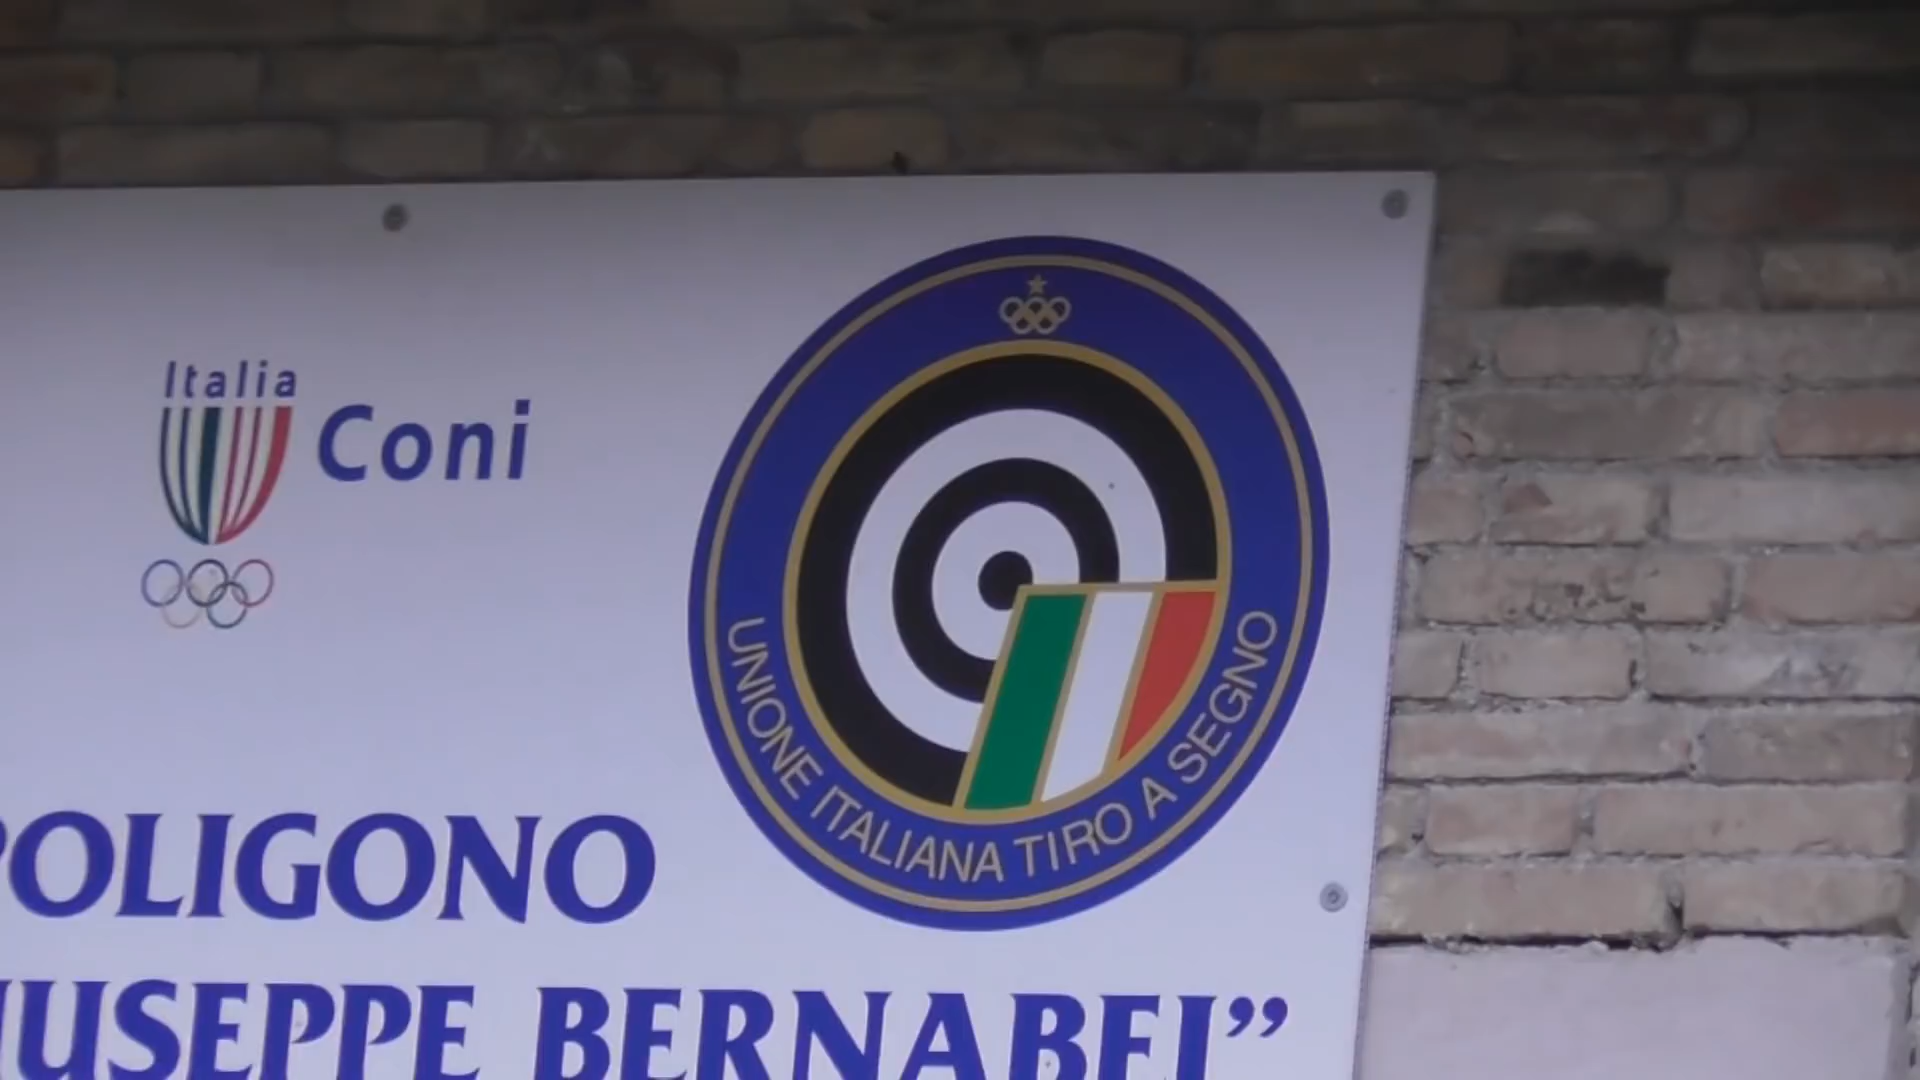 Italia
Coni
UNIONE ITALIANA TIRO A SEGNO
POLIGONO
IUSEPPE BERNABEI”